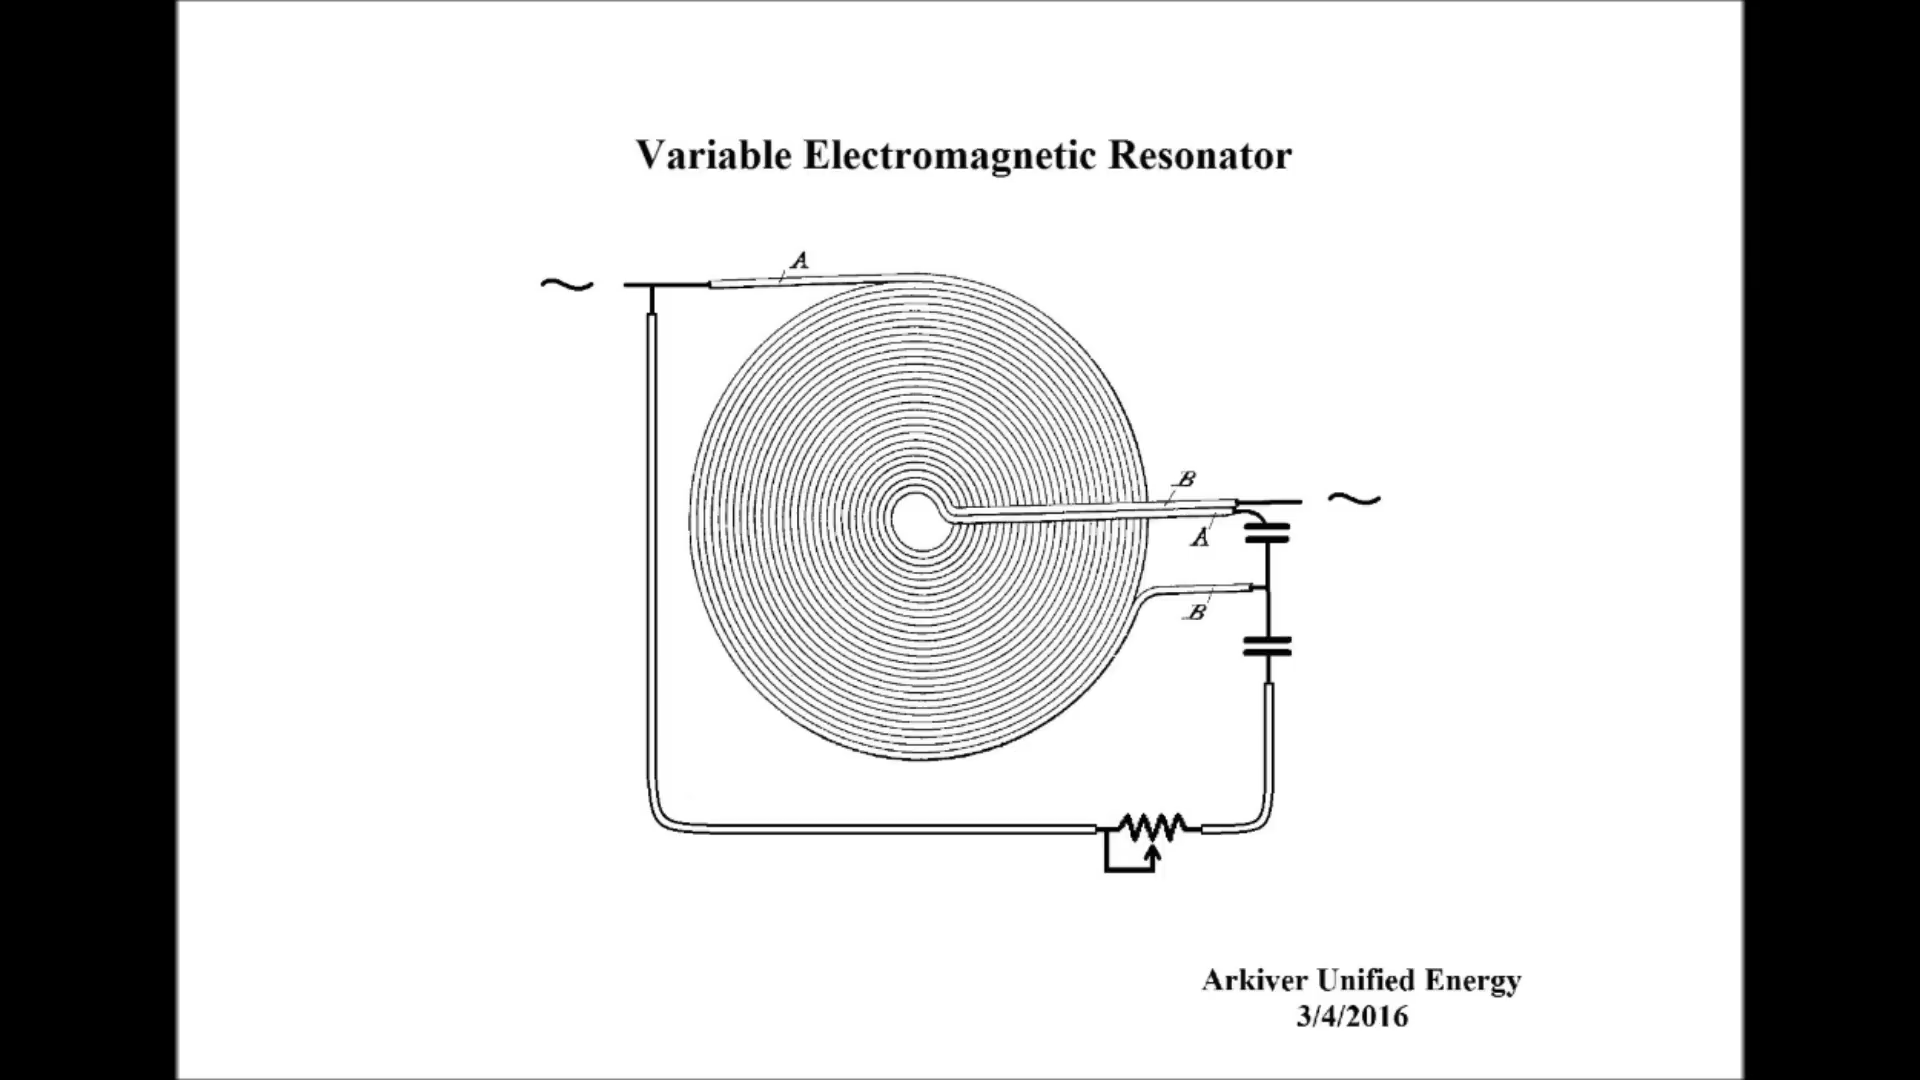 Variable Electromagnetic Resonator
A
B
A
B
Arkiver Unified Energy
3/4/2016